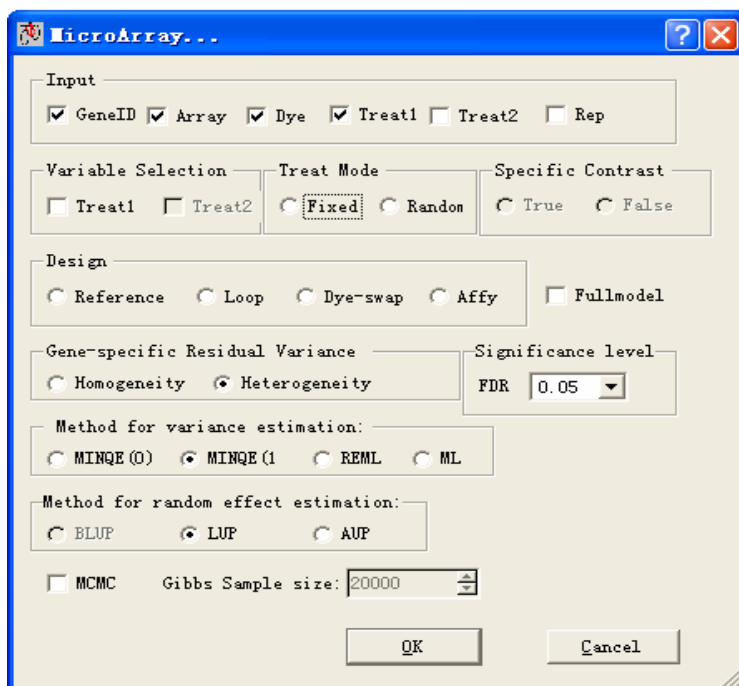 MicroArray...
Input
GeneID Array Dye Treat1 Treat2 Rep
Variable Selection Treat Mode Specific Contrast
Treat1 Treat2 Fixed Random True False
Design
Reference Loop Dye-swap Affy Fullmodel
Gene-specific Residual Variance Significance level
Homogeneity Heterogeneity FDR 0.05
Method for variance estimation:
MINQE(0) MINQE(1 REML ML
Method for random effect estimation:
BLUP LUP AUP
MCMC Gibbs Sample size: 20000
OK Cancel